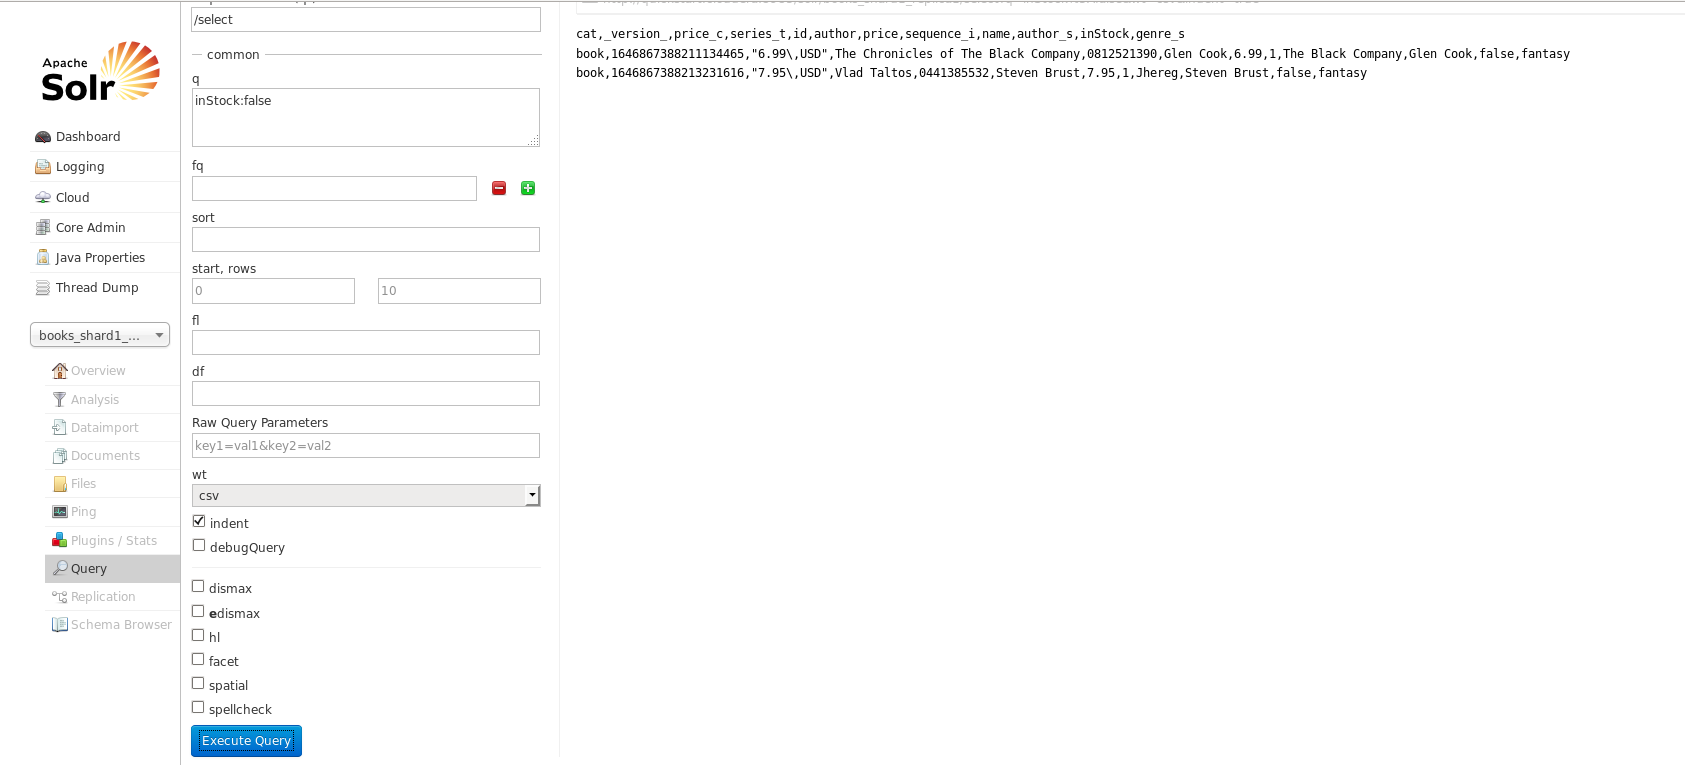 /select
Apache
Solr
Dashboard
Logging
Cloud
Core Admin
Java Properties
Thread Dump
books_shard1_...
Overview
Analysis
Dataimport
Documents
Files
Ping
Plugins / Stats
Query
Replication
Schema Browser
common
q
inStock:false
fq
sort
start, rows
0 10
fl
df
Raw Query Parameters
key1=val1&key2=val2
wt
csv
indent
debugQuery
dismax
edismax
hl
facet
spatial
spellcheck
Execute Query
cat,_version_,price_c,series_t,id,author,price,sequence_i,name,author_s,inStock,genre_s
book,1646867388211134465,"6.99\,USD",The Chronicles of The Black Company,0812521390,Glen Cook,6.99,1,The Black Company,Glen Cook,false,fantasy
book,1646867388213231616,"7.95\,USD",Vlad Taltos,0441385532,Steven Brust,7.95,1,Jhereg,Steven Brust,false,fantasy